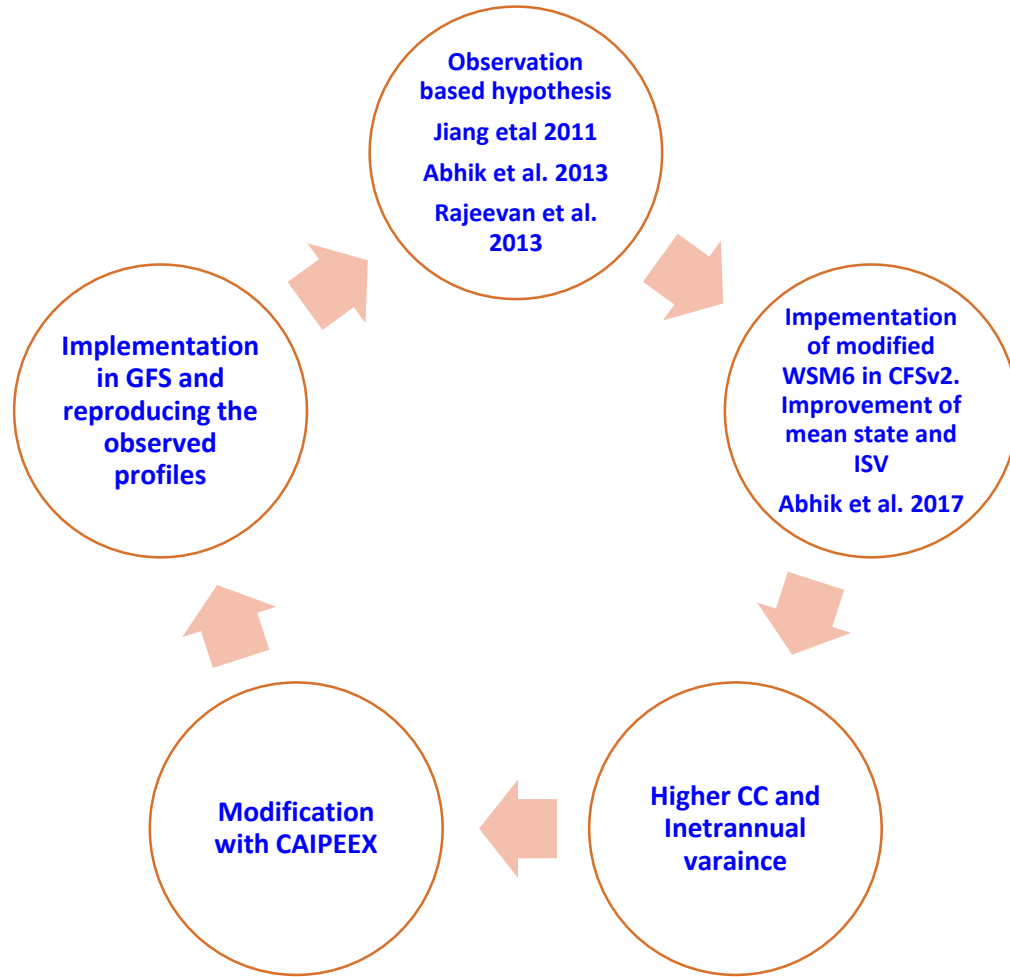 Observation
based hypothesis
Jiang etal 2011
Abhik et al. 2013
Rajeevan et al.
2013
Impementation
of modified
WSM6 in CFSv2.
Improvement of
mean state and
ISV
Abhik et al. 2017
Higher CC and
Inetrannual
varaince
Modification
with CAIPEEX
Implementation
in GFS and
reproducing the
observed
profiles